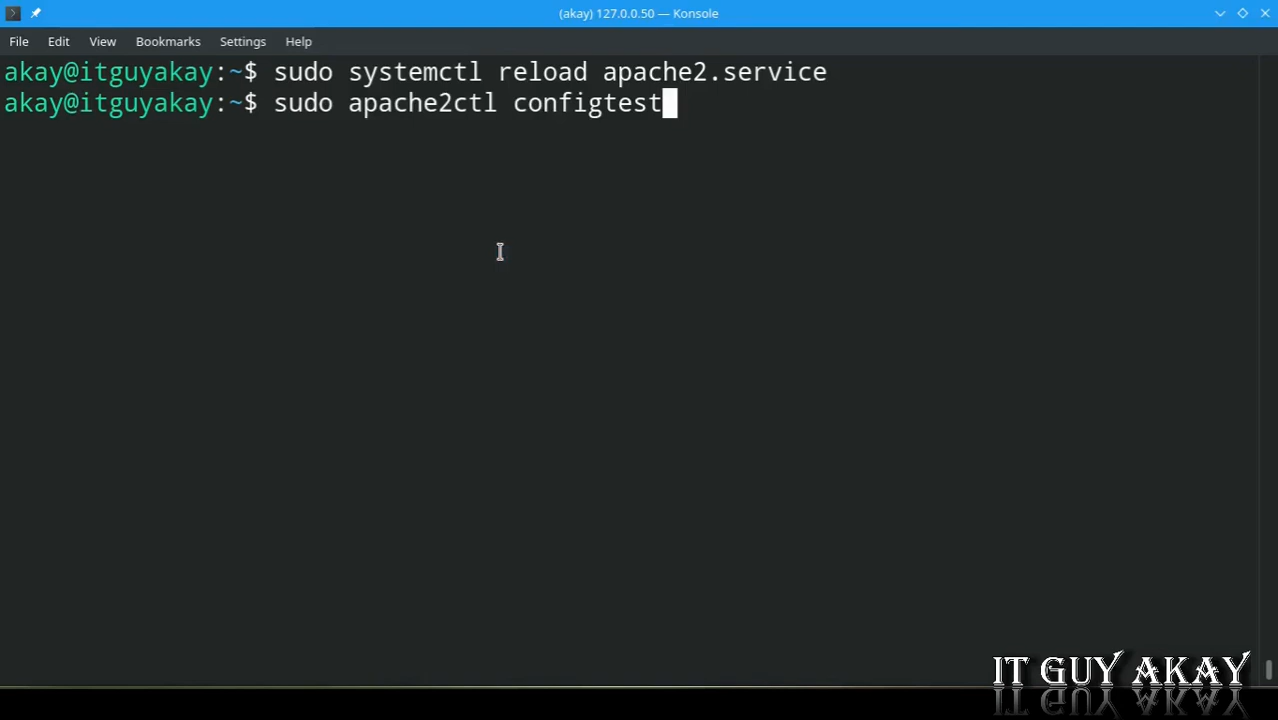 (akay) 127.0.0.50 — Konsole
File Edit View Bookmarks Settings Help
akay@itguyakay:~$ sudo systemctl reload apache2.service
akay@itguyakay:~$ sudo apache2ctl configtest
IT GUY AKAY